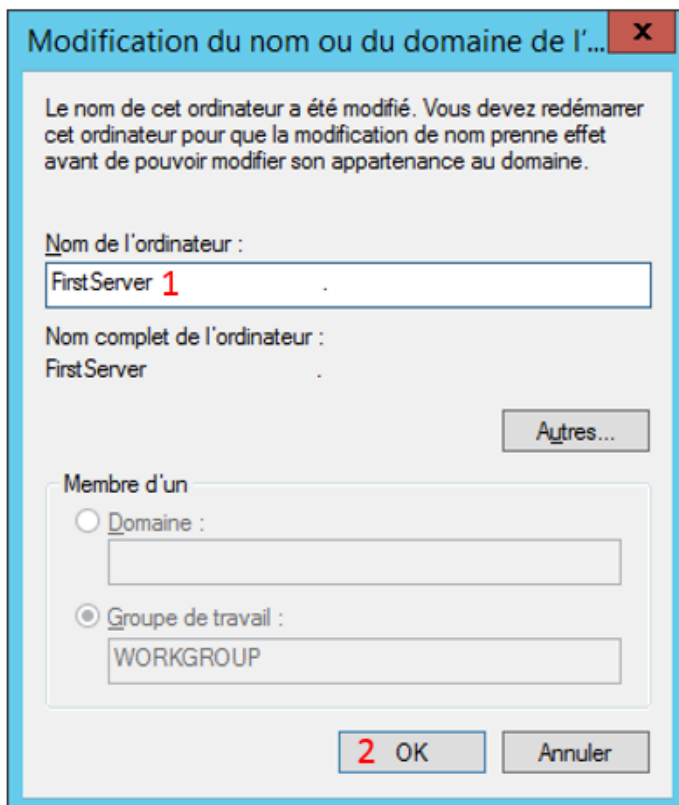 Modification du nom ou du domaine de l'...
x
Le nom de cet ordinateur a été modifié. Vous devez redémarrer
cet ordinateur pour que la modification de nom prenne effet
avant de pouvoir modifier son appartenance au domaine.
Nom de l'ordinateur :
FirstServer 1 .
Nom complet de l'ordinateur :
FirstServer .
Autres...
Membre d'un
Domaine :
Groupe de travail :
WORKGROUP
2 OK Annuler